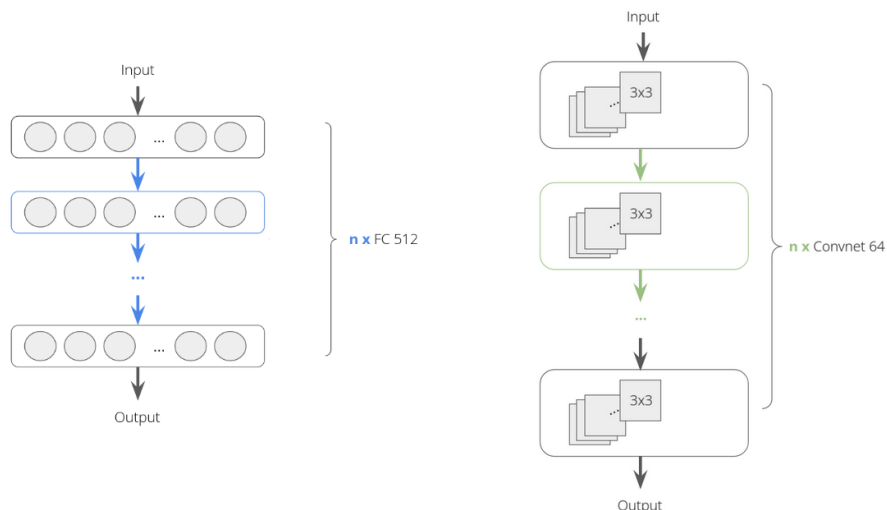 Input
...
...
...
n x FC 512
Output
Input
3x3
...
3x3
...
n x Convnet 64
...
3x3
...
Output